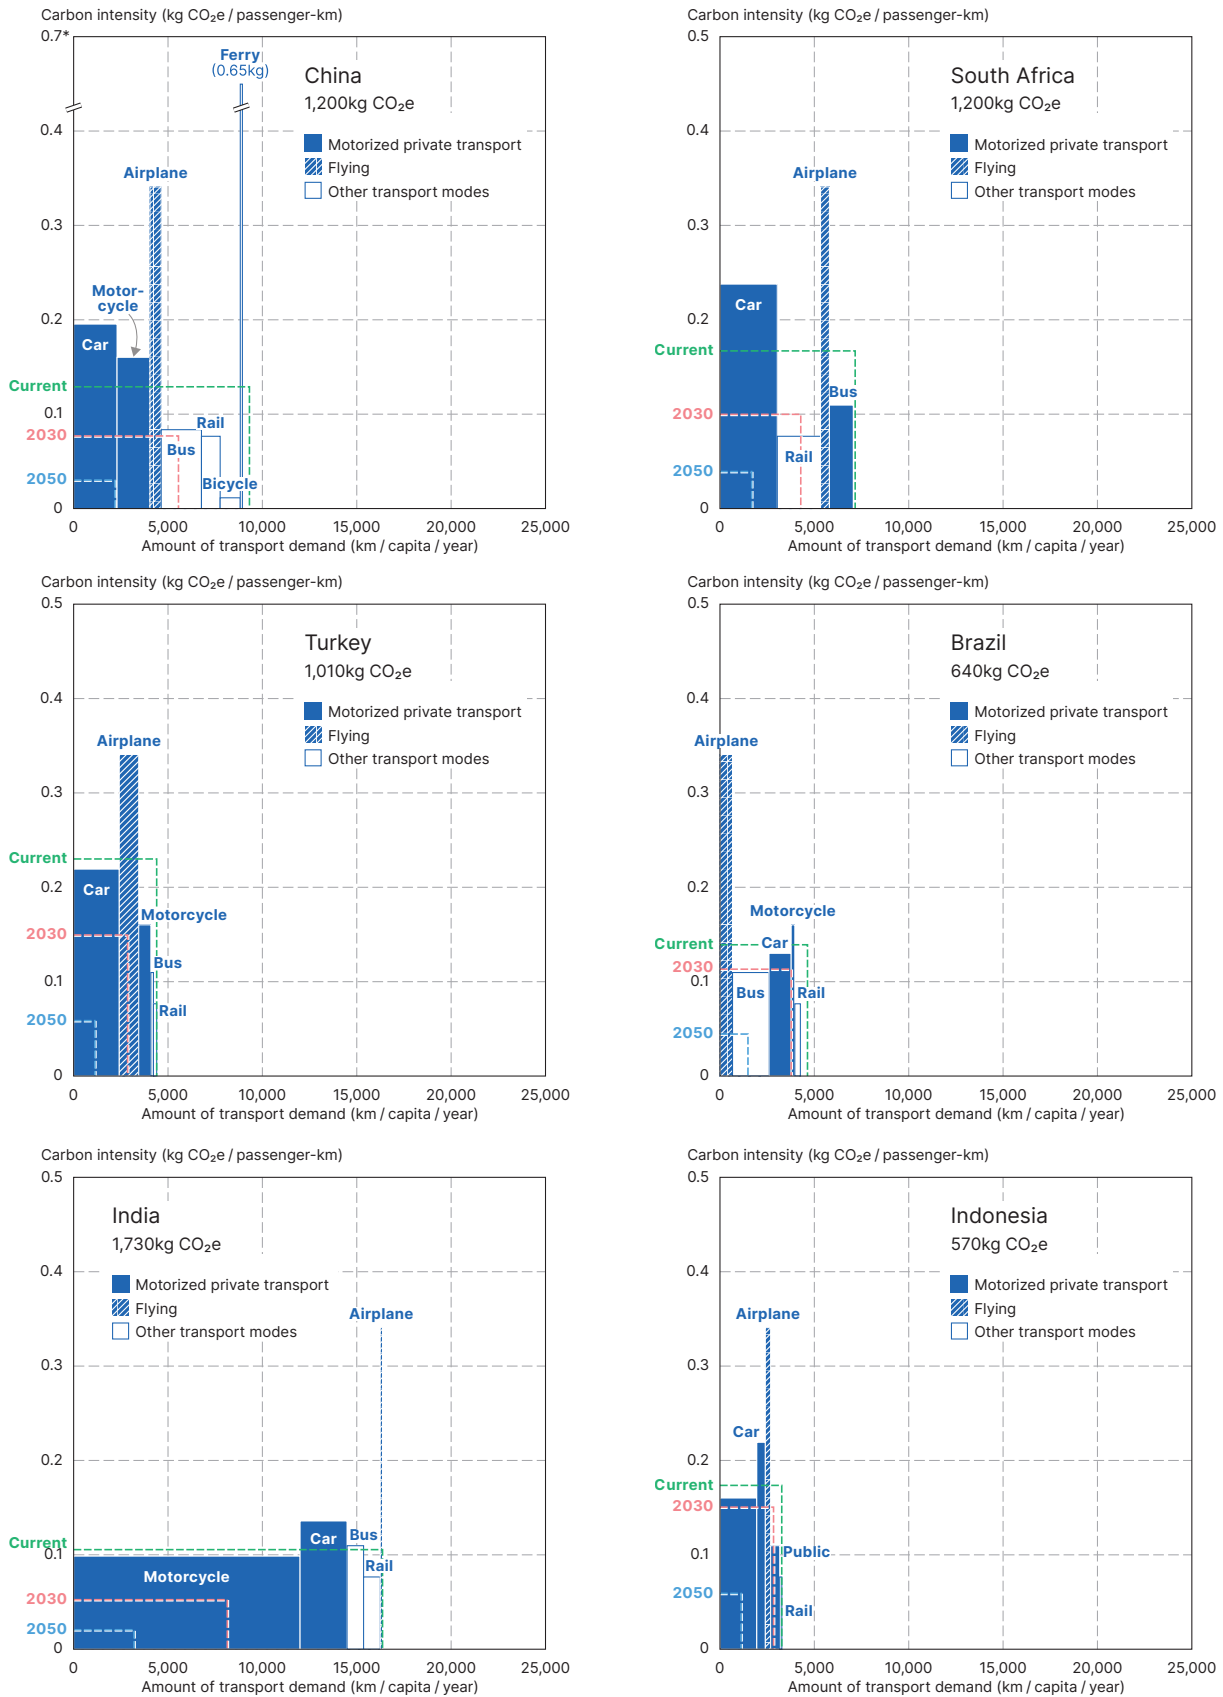 Carbon intensity (kg CO₂e / passenger-km)
0.7*
Ferry
(0.65kg)
China
1,200kg CO₂e
0.4
Motorized private transport
Flying
Other transport modes
Airplane
0.3
Motor-
cycle
0.2
Car
Current
0.1
Rail
2030
Bus
2050
Bicycle
0
0
5,000
10,000
15,000
20,000
25,000
Amount of transport demand (km / capita / year)
Carbon intensity (kg CO₂e / passenger-km)
0.5
South Africa
1,200kg CO₂e
0.4
Motorized private transport
Flying
Other transport modes
Airplane
0.3
Car
0.2
Current
Bus
2030
0.1
Rail
2050
0
0
5,000
10,000
15,000
20,000
25,000
Amount of transport demand (km / capita / year)
Carbon intensity (kg CO₂e / passenger-km)
0.5
Turkey
1,010kg CO₂e
0.4
Motorized private transport
Flying
Other transport modes
Airplane
0.3
Current
0.2
Car
Motorcycle
2030
Bus
0.1
Rail
2050
0
0
5,000
10,000
15,000
20,000
25,000
Amount of transport demand (km / capita / year)
Carbon intensity (kg CO₂e / passenger-km)
0.5
Brazil
640kg CO₂e
0.4
Motorized private transport
Flying
Other transport modes
Airplane
0.3
0.2
Motorcycle
Current
Car
2030
0.1
Bus
Rail
2050
0
0
5,000
10,000
15,000
20,000
25,000
Amount of transport demand (km / capita / year)
Carbon intensity (kg CO₂e / passenger-km)
0.5
India
1,730kg CO₂e
0.4
Motorized private transport
Flying
Other transport modes
Airplane
0.3
0.2
Current
Car
Bus
0.1
Rail
Motorcycle
2030
2050
0
0
5,000
10,000
15,000
20,000
25,000
Amount of transport demand (km / capita / year)
Carbon intensity (kg CO₂e / passenger-km)
0.5
Indonesia
570kg CO₂e
0.4
Motorized private transport
Flying
Other transport modes
Airplane
0.3
Car
0.2
Current
2030
0.1
Public
2050
Rail
0
0
5,000
10,000
15,000
20,000
25,000
Amount of transport demand (km / capita / year)